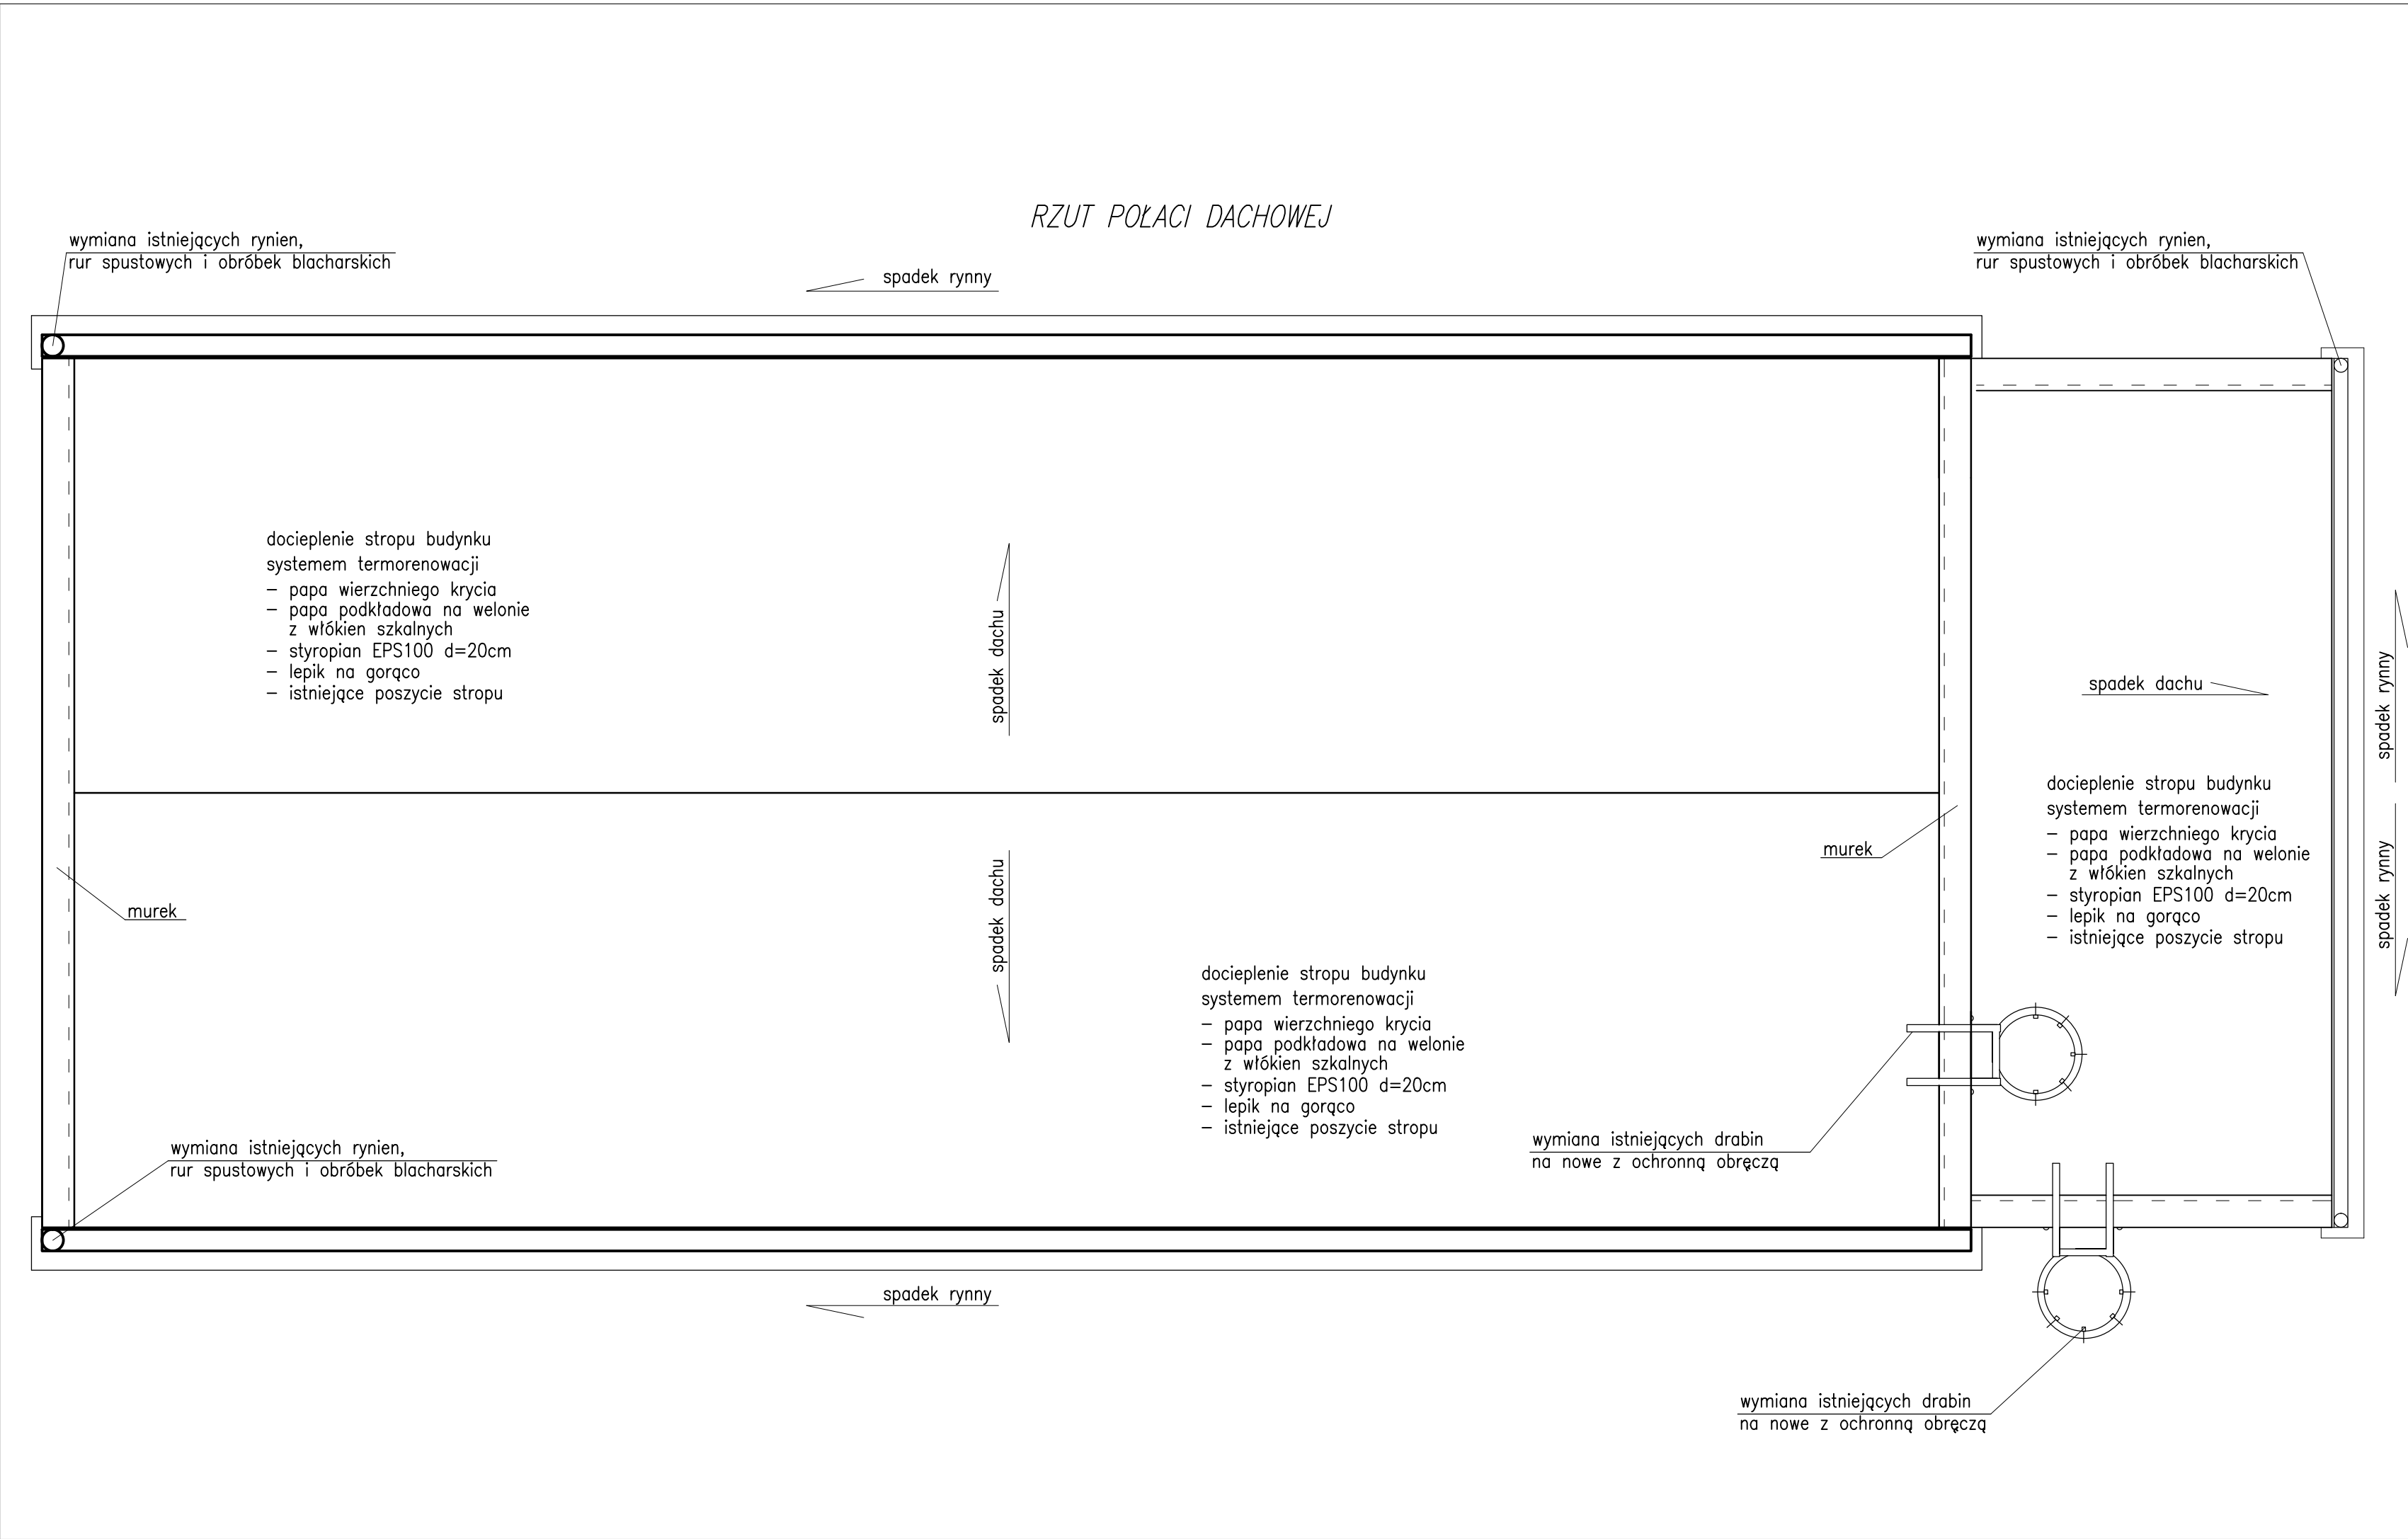 RZUT POŁACI DACHOWEJ
wymiana istniejących rynien,
rur spustowych i obróbek blacharskich
spadek rynny
wymiana istniejących rynien,
rur spustowych i obróbek blacharskich
docieplenie stropu budynku
systemem termorenowacji
- papa wierzchniego krycia
- papa podkładowa na welonie
z włókien szkalnych
- styropian EPS100 d=20cm
- lepik na gorąco
- istniejące poszycie stropu
spadek dachu
spadek dachu
spadek rynny
docieplenie stropu budynku
systemem termorenowacji
- papa wierzchniego krycia
- papa podkładowa na welonie
z włókien szkalnych
- styropian EPS100 d=20cm
- lepik na gorąco
- istniejące poszycie stropu
murek
murek
spadek dachu
spadek rynny
docieplenie stropu budynku
systemem termorenowacji
- papa wierzchniego krycia
- papa podkładowa na welonie
z włókien szkalnych
- styropian EPS100 d=20cm
- lepik na gorąco
- istniejące poszycie stropu
wymiana istniejących rynien,
rur spustowych i obróbek blacharskich
wymiana istniejących drabin
na nowe z ochronną obręczą
spadek rynny
wymiana istniejących drabin
na nowe z ochronną obręczą